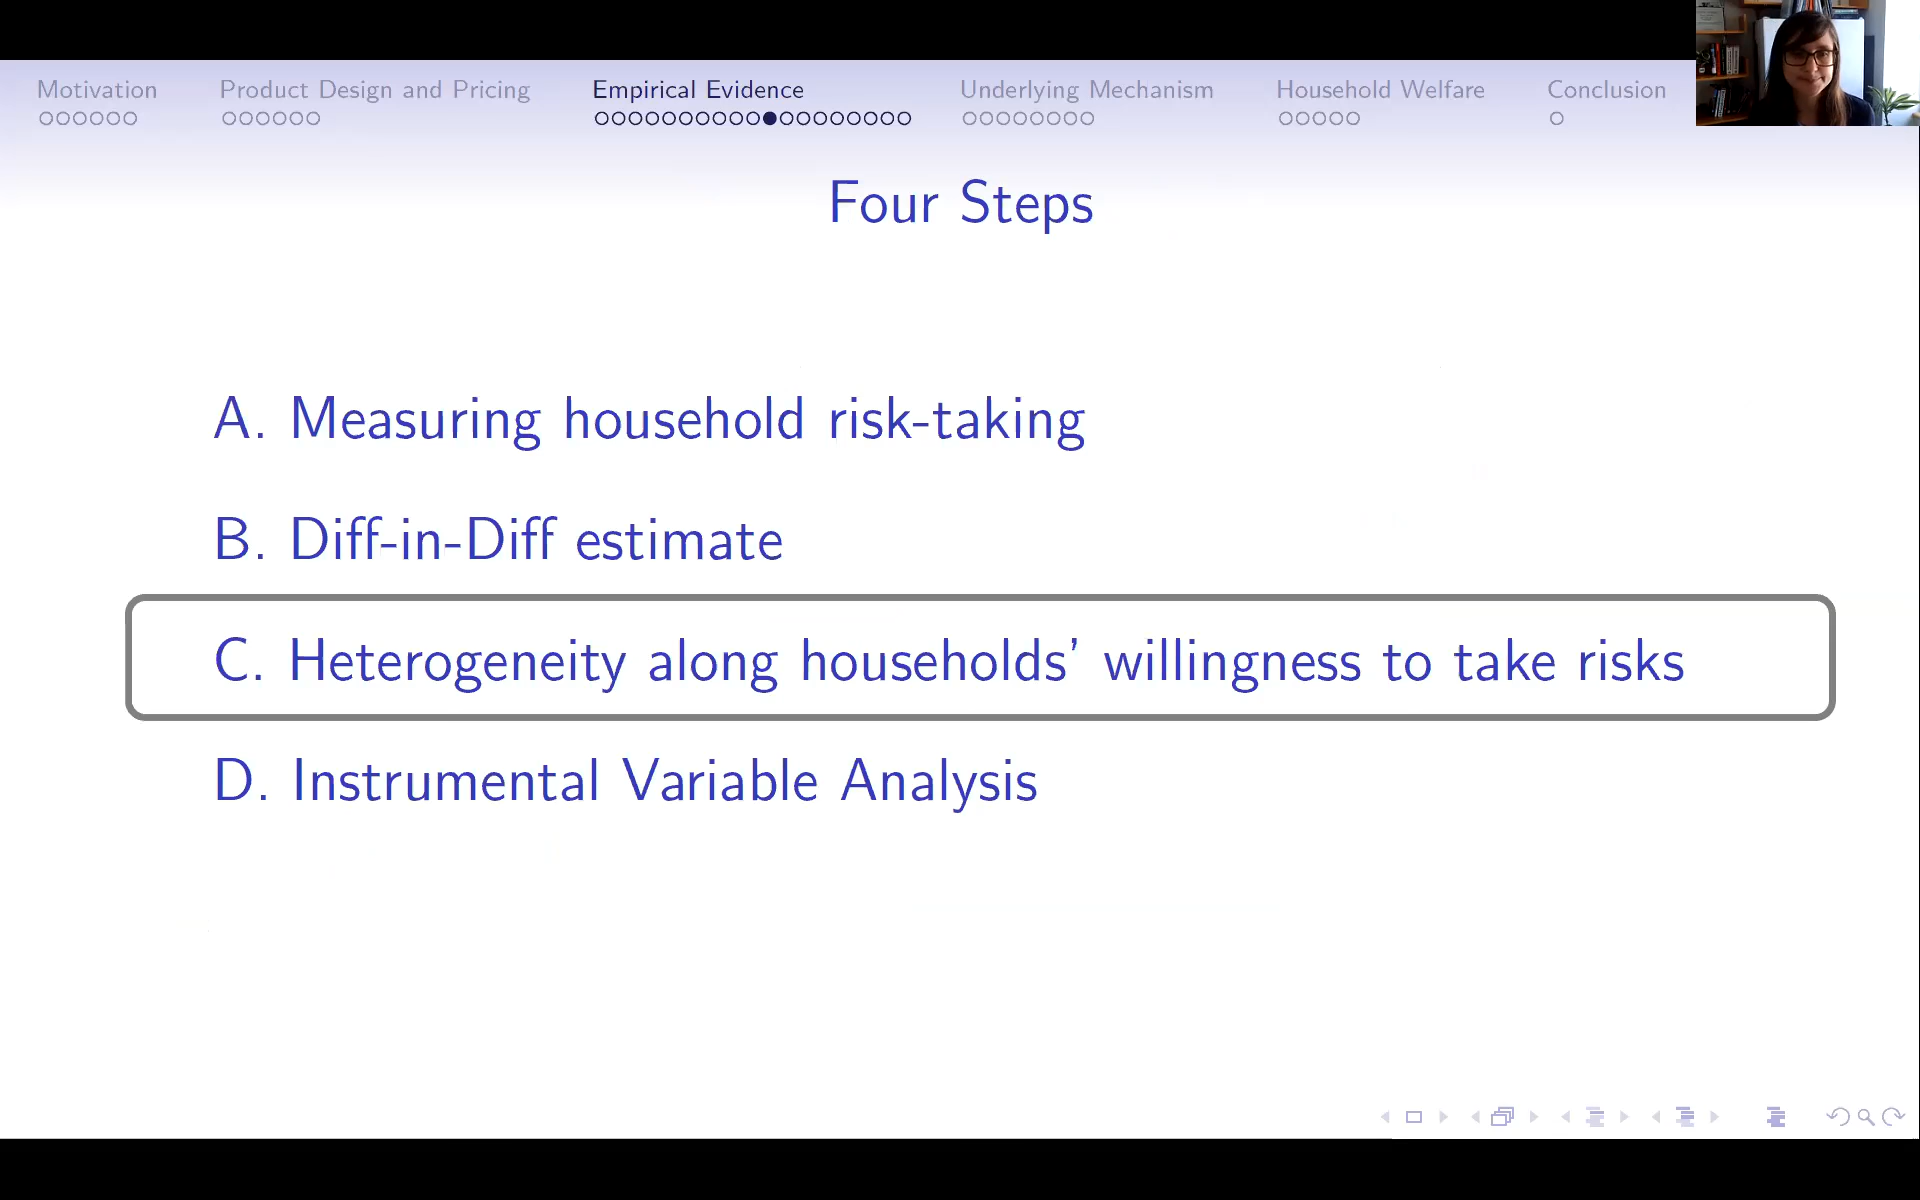 Motivation
Product Design and Pricing
Empirical Evidence
Underlying Mechanism
Household Welfare
Conclusion
Four Steps
A. Measuring household risk-taking
B. Diff-in-Diff estimate
C. Heterogeneity along households' willingness to take risks
D. Instrumental Variable Analysis